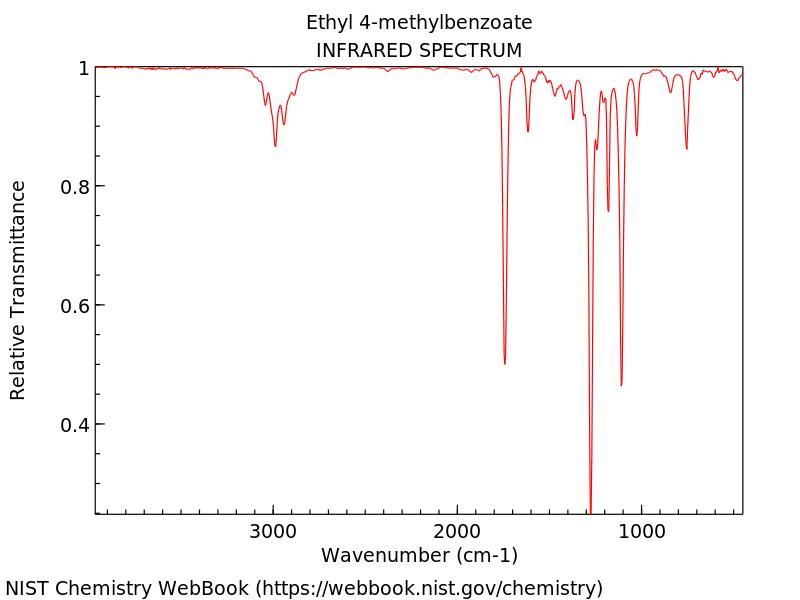 Ethyl 4-methylbenzoate
INFRARED SPECTRUM
1
0.8
0.6
0.4
Relative Transmittance
3000 2000 1000
Wavenumber (cm-1)
NIST Chemistry WebBook (https://webbook.nist.gov/chemistry)